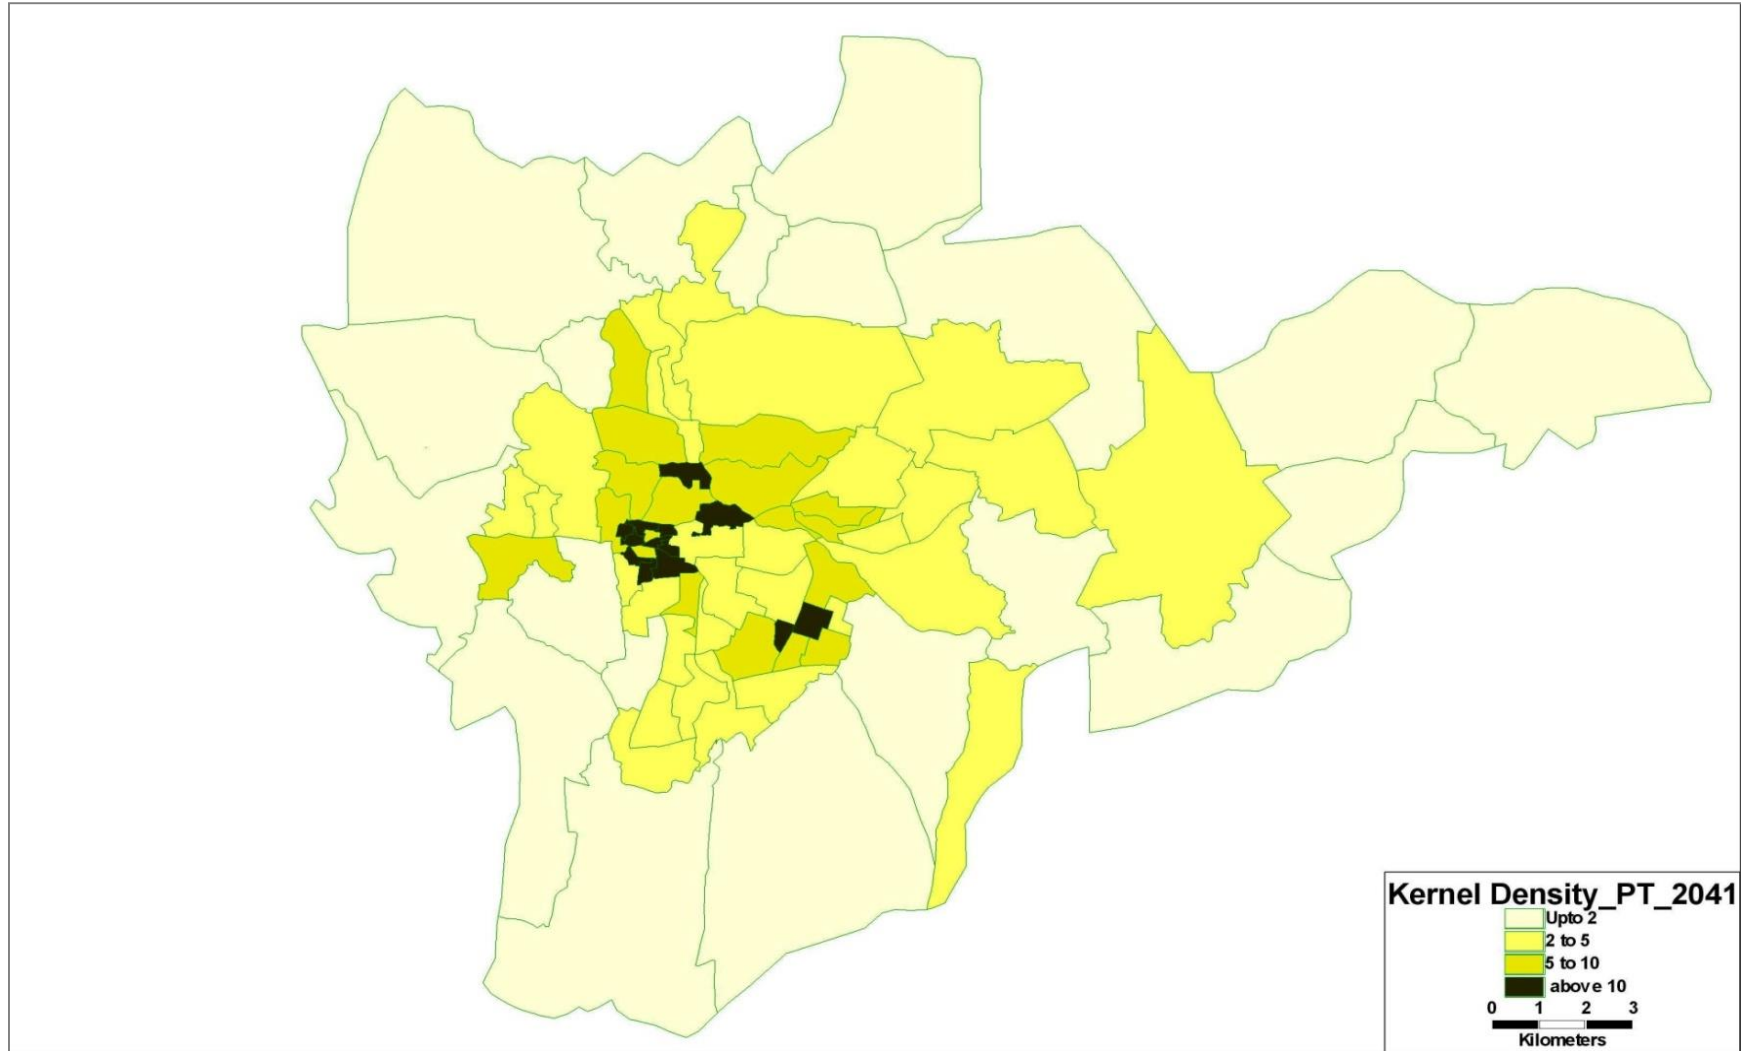 Kernel Density_PT_2041
Upto 2
2 to 5
5 to 10
above 10
0 1 2 3
Kilometers